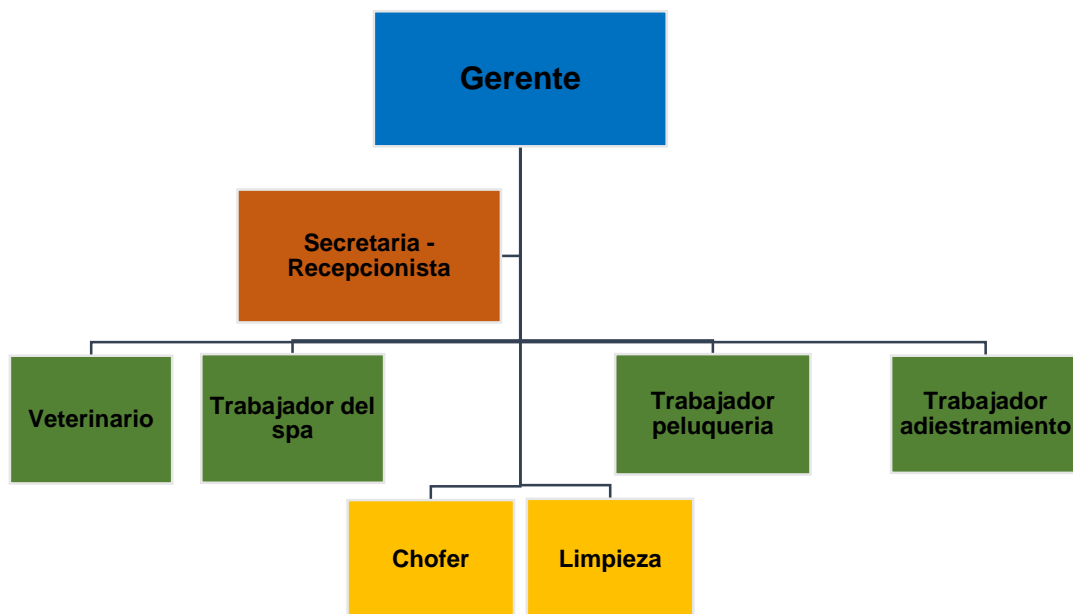 Gerente
Secretaria -
Recepcionista
Veterinario
Trabajador del
spa
Trabajador
peluqueria
Trabajador
adiestramiento
Chofer
Limpieza